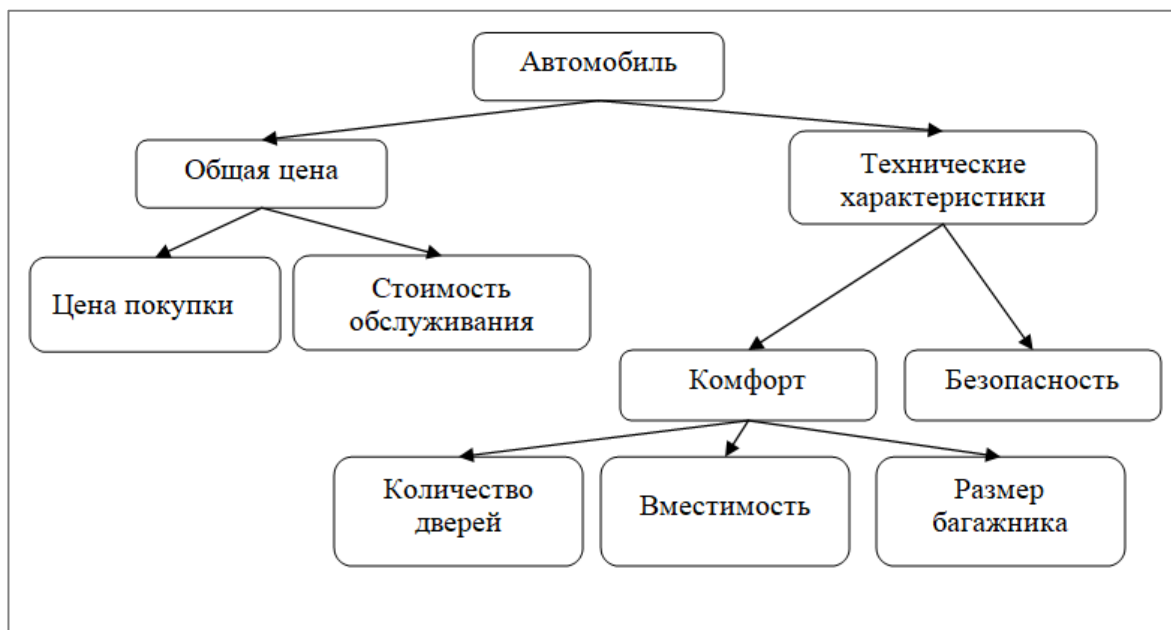 Автомобиль
Общая цена
Технические
характеристики
Цена покупки
Стоимость
обслуживания
Комфорт
Безопасность
Количество
дверей
Вместимость
Размер
багажника